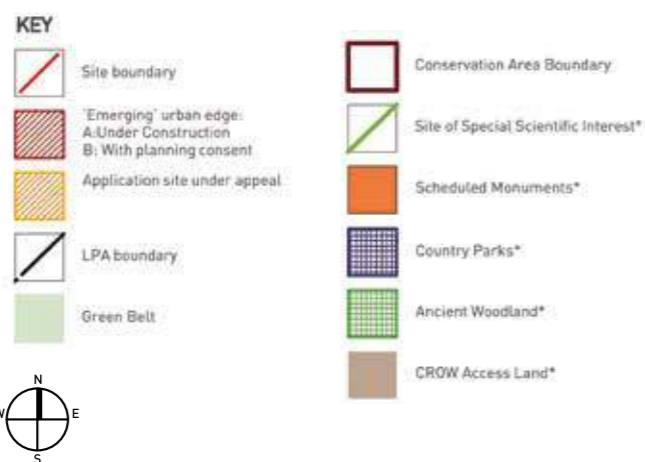 KEY
Site boundary
'Emerging' urban edge:
A:Under Construction
B: With planning consent
Application site under appeal
LPA boundary
Green Belt
Conservation Area Boundary
Site of Special Scientific Interest*
Scheduled Monuments*
Country Parks*
Ancient Woodland*
CROW Access Land*
N
W
E
S